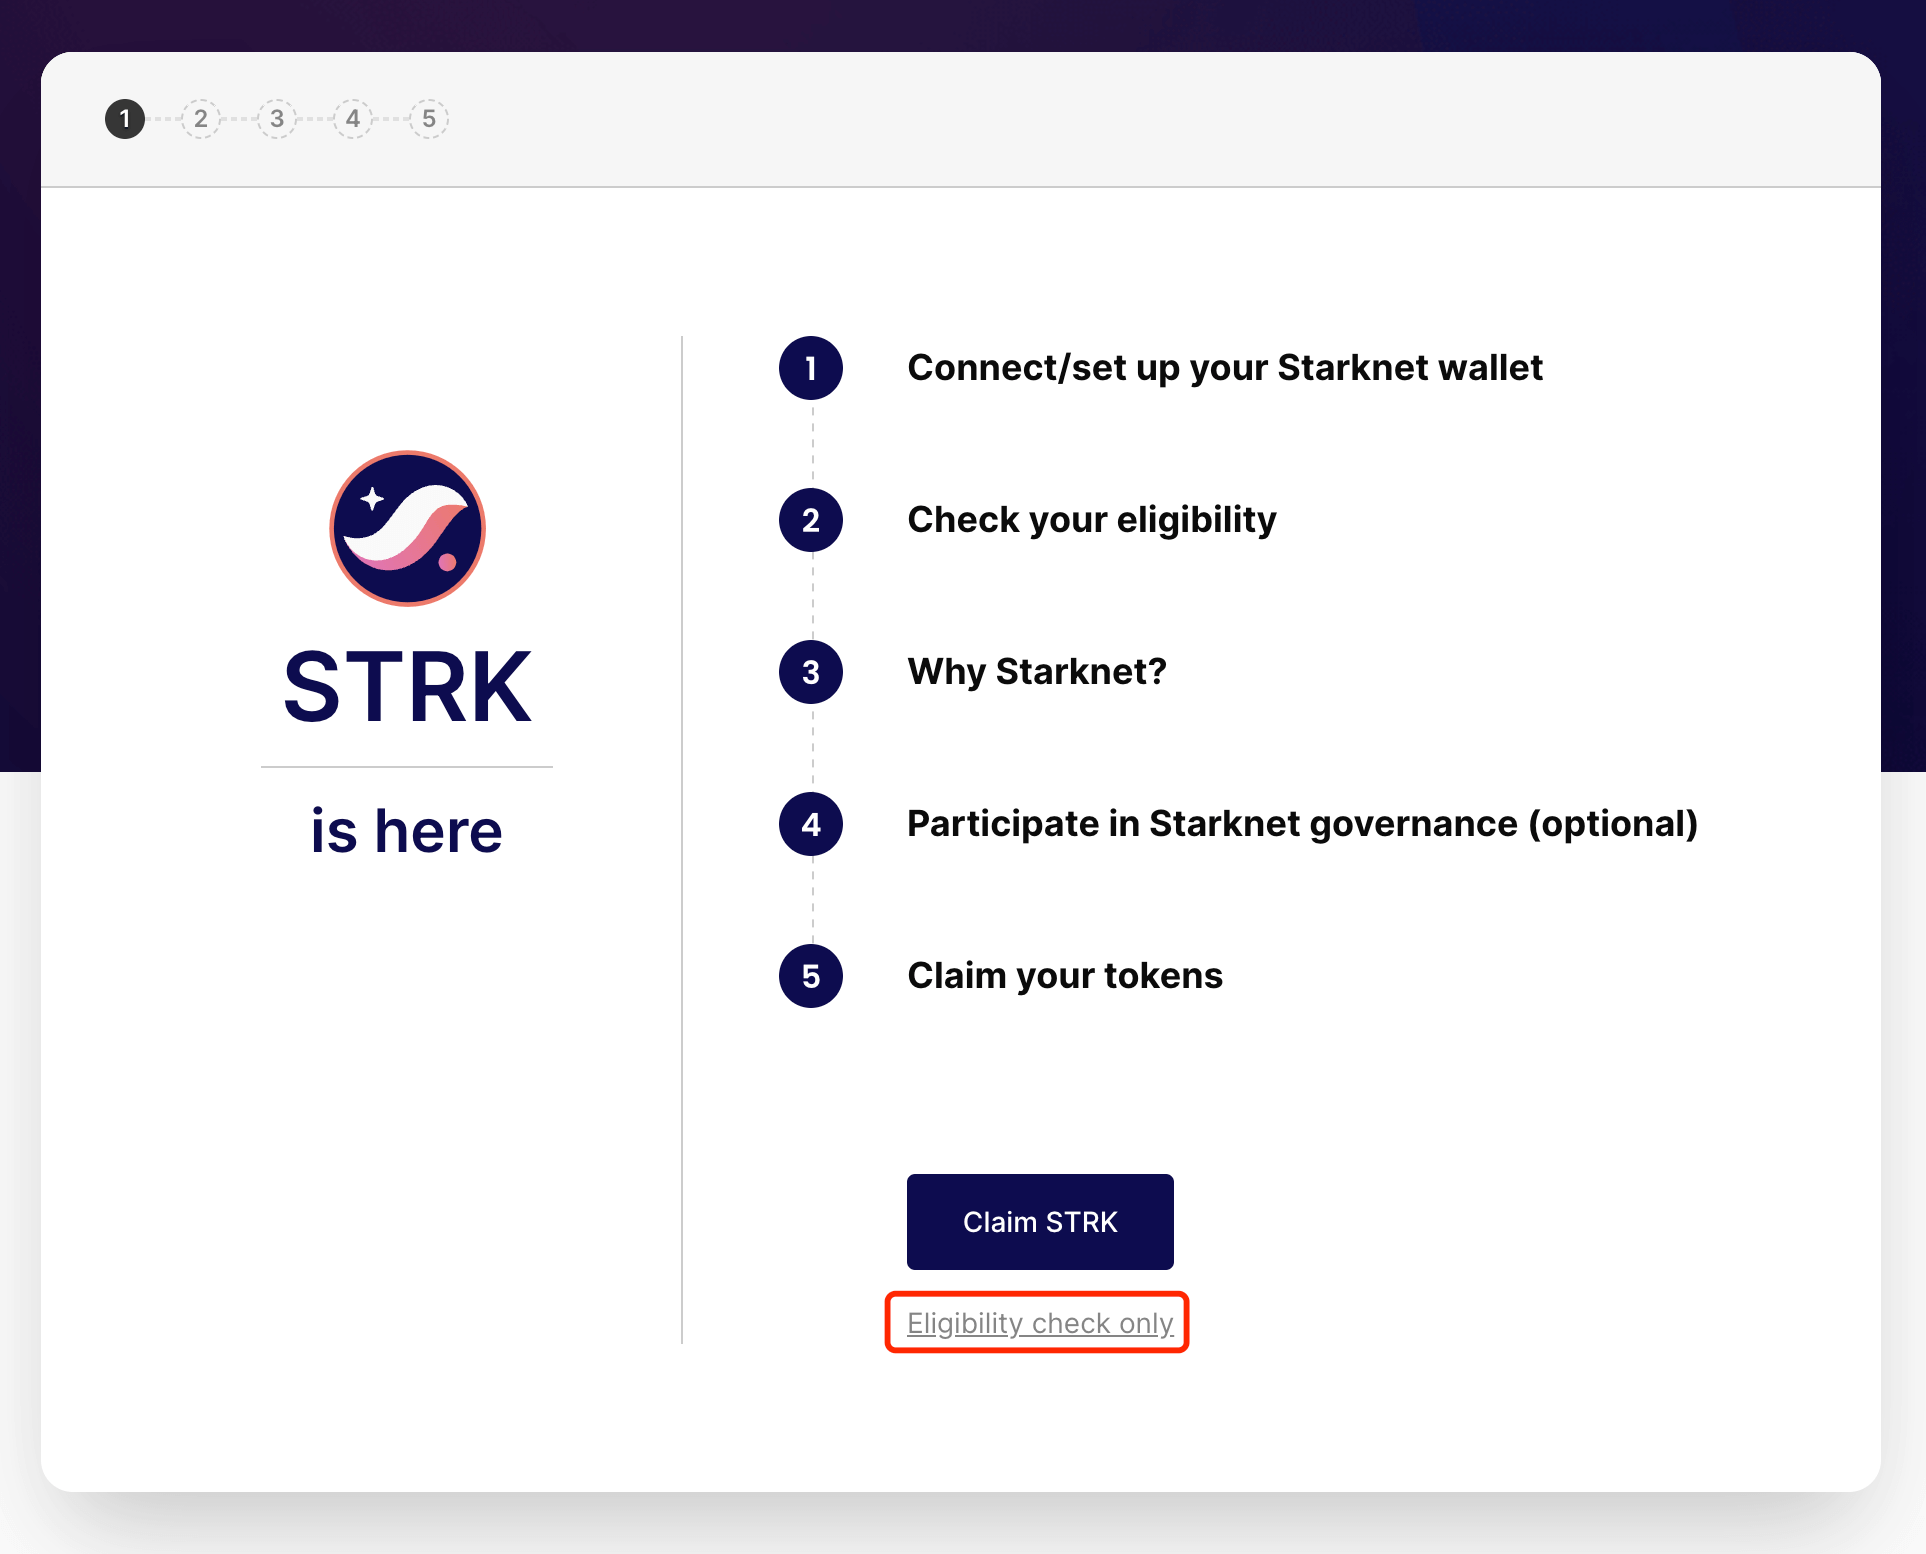 1 2 3 4 5
STRK
is here
1 Connect/set up your Starknet wallet
2 Check your eligibility
3 Why Starknet?
4 Participate in Starknet governance (optional)
5 Claim your tokens
Claim STRK
Eligibility check only